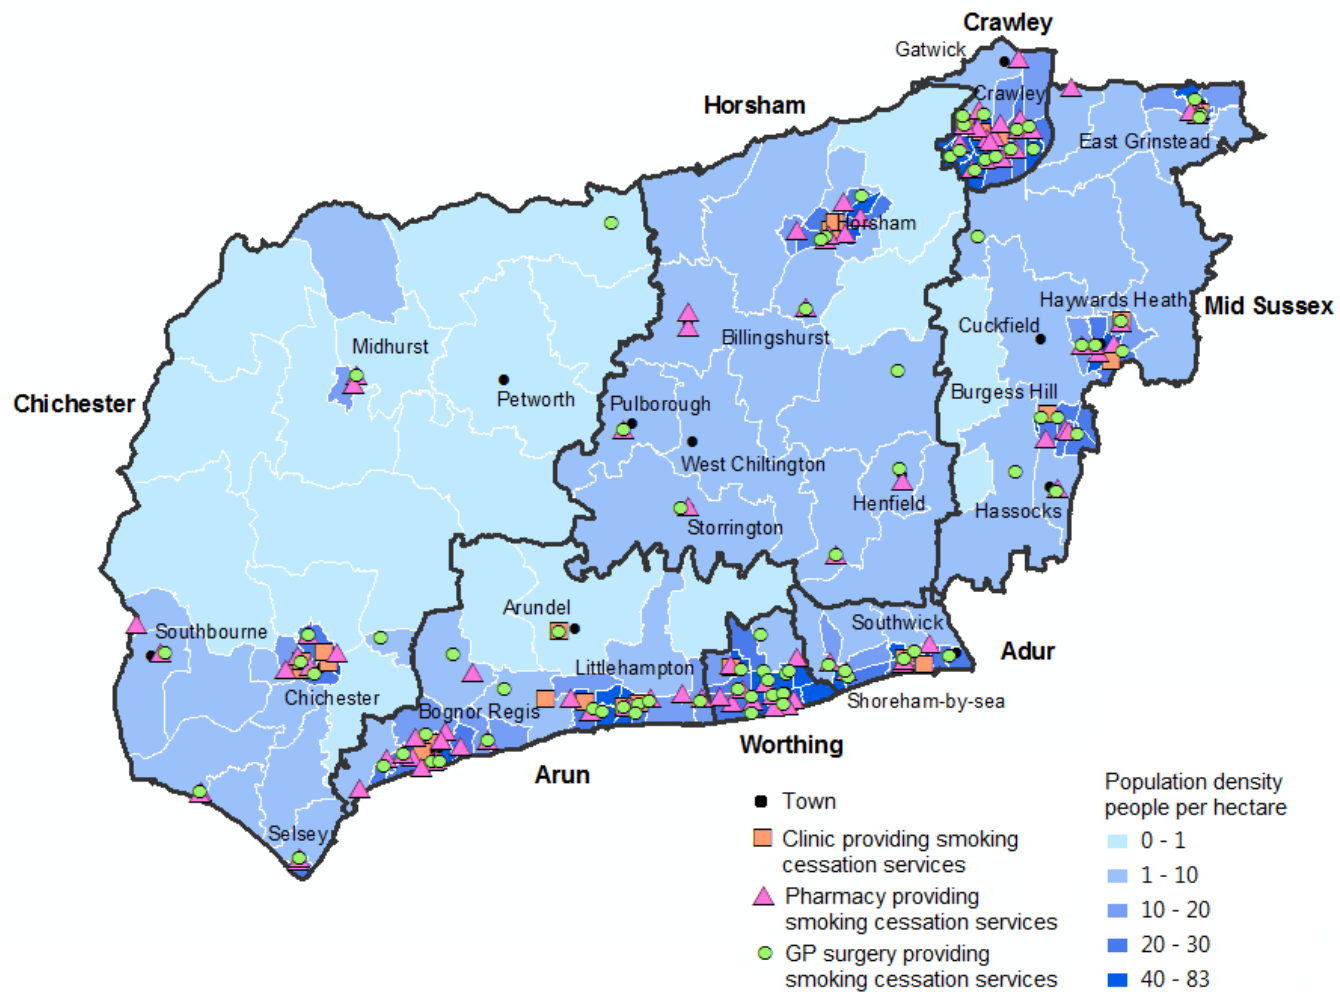 Crawley
Gatwick
Crawley
Horsham
East Grinstead
Horsham
Haywards Heath
Mid Sussex
Cuckfield
Billingshurst
Midhurst
Petworth
Chichester
Pulborough
Burgess Hill
West Chiltington
Henfield
Hassocks
Storrington
Arundel
Southwick
Southbourne
Adur
Littlehampton
Chichester
Shoreham-by-sea
Bognor Regis
Worthing
Arun
Selsey
Town
Clinic providing smoking
cessation services
Pharmacy providing
smoking cessation services
GP surgery providing
smoking cessation services
Population density
people per hectare
0 - 1
1 - 10
10 - 20
20 - 30
40 - 83